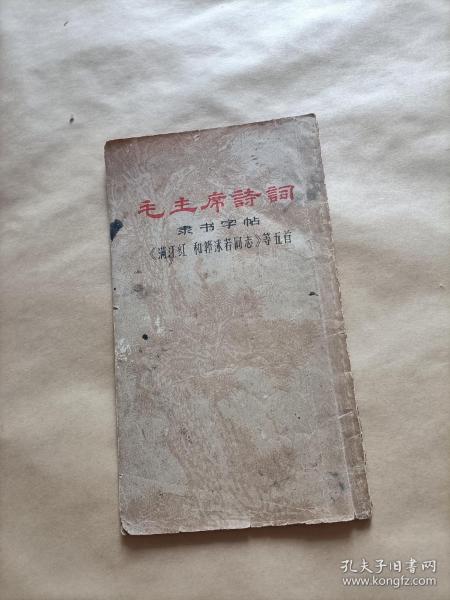 毛主席詩詞
隶书字帖
《满江红 和郭沫若同志》等五首
孔夫子旧书网
www.kongfz.com